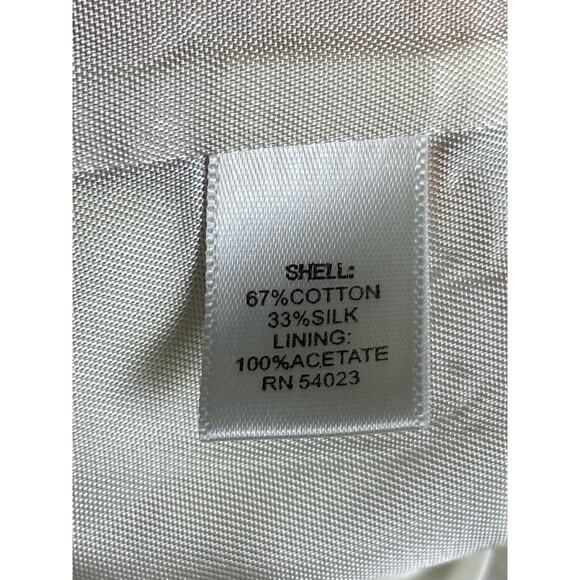 SHELL:
67%COTTON
33%SILK
LINING:
100%ACETATE
RN 54023